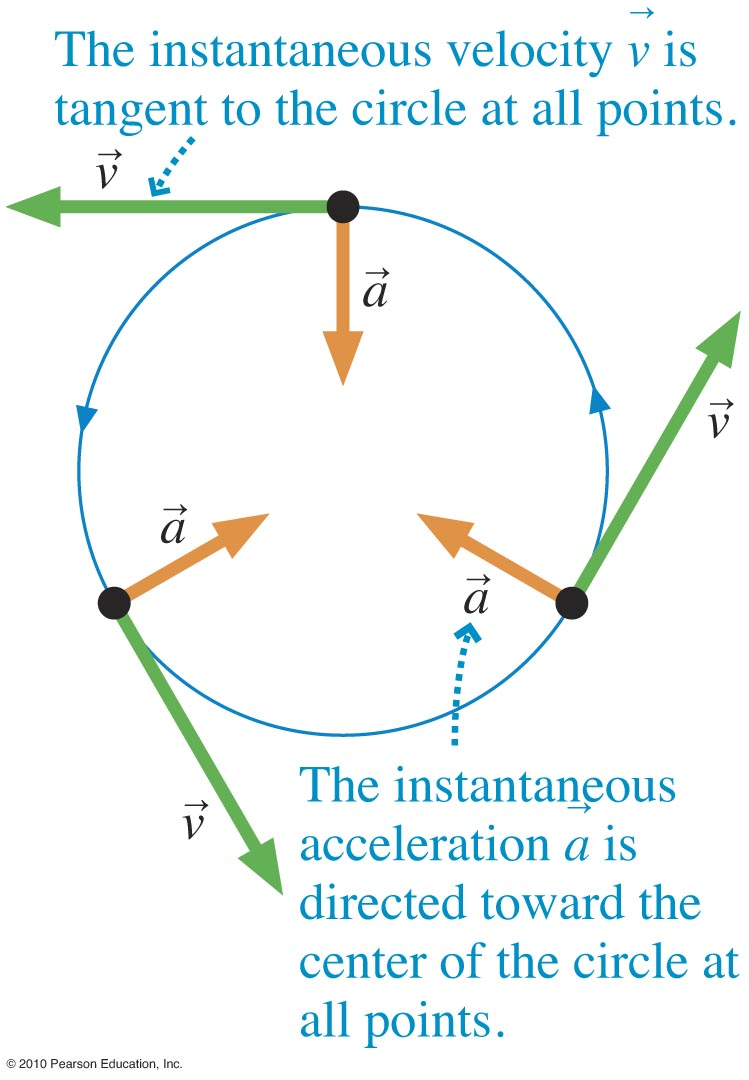 The instantaneous velocity v⃗ is
tangent to the circle at all points.
v⃗
a⃗
v⃗
a⃗
a⃗
v⃗
The instantaneous
acceleration a⃗ is
directed toward the
center of the circle at
all points.
© 2010 Pearson Education, Inc.